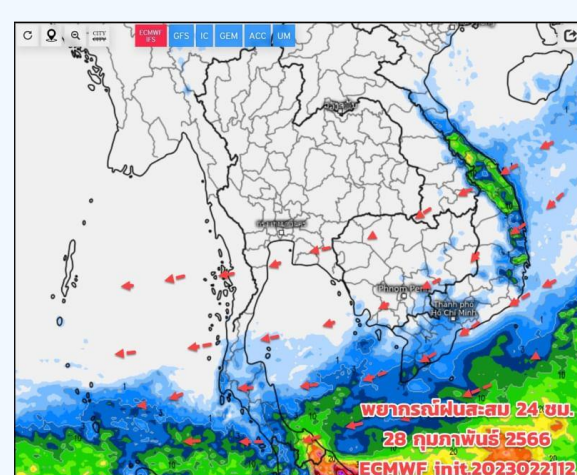 CITY
ECMWF IFS
GFS
IC
GEM
ACC
UM
Phnom Penh
Thành phố
Hồ Chí Minh
พยากรณ์ฝนสะสม 24 ชม.
28 กุมภาพันธ์ 2566
ECMWF init.2023022112